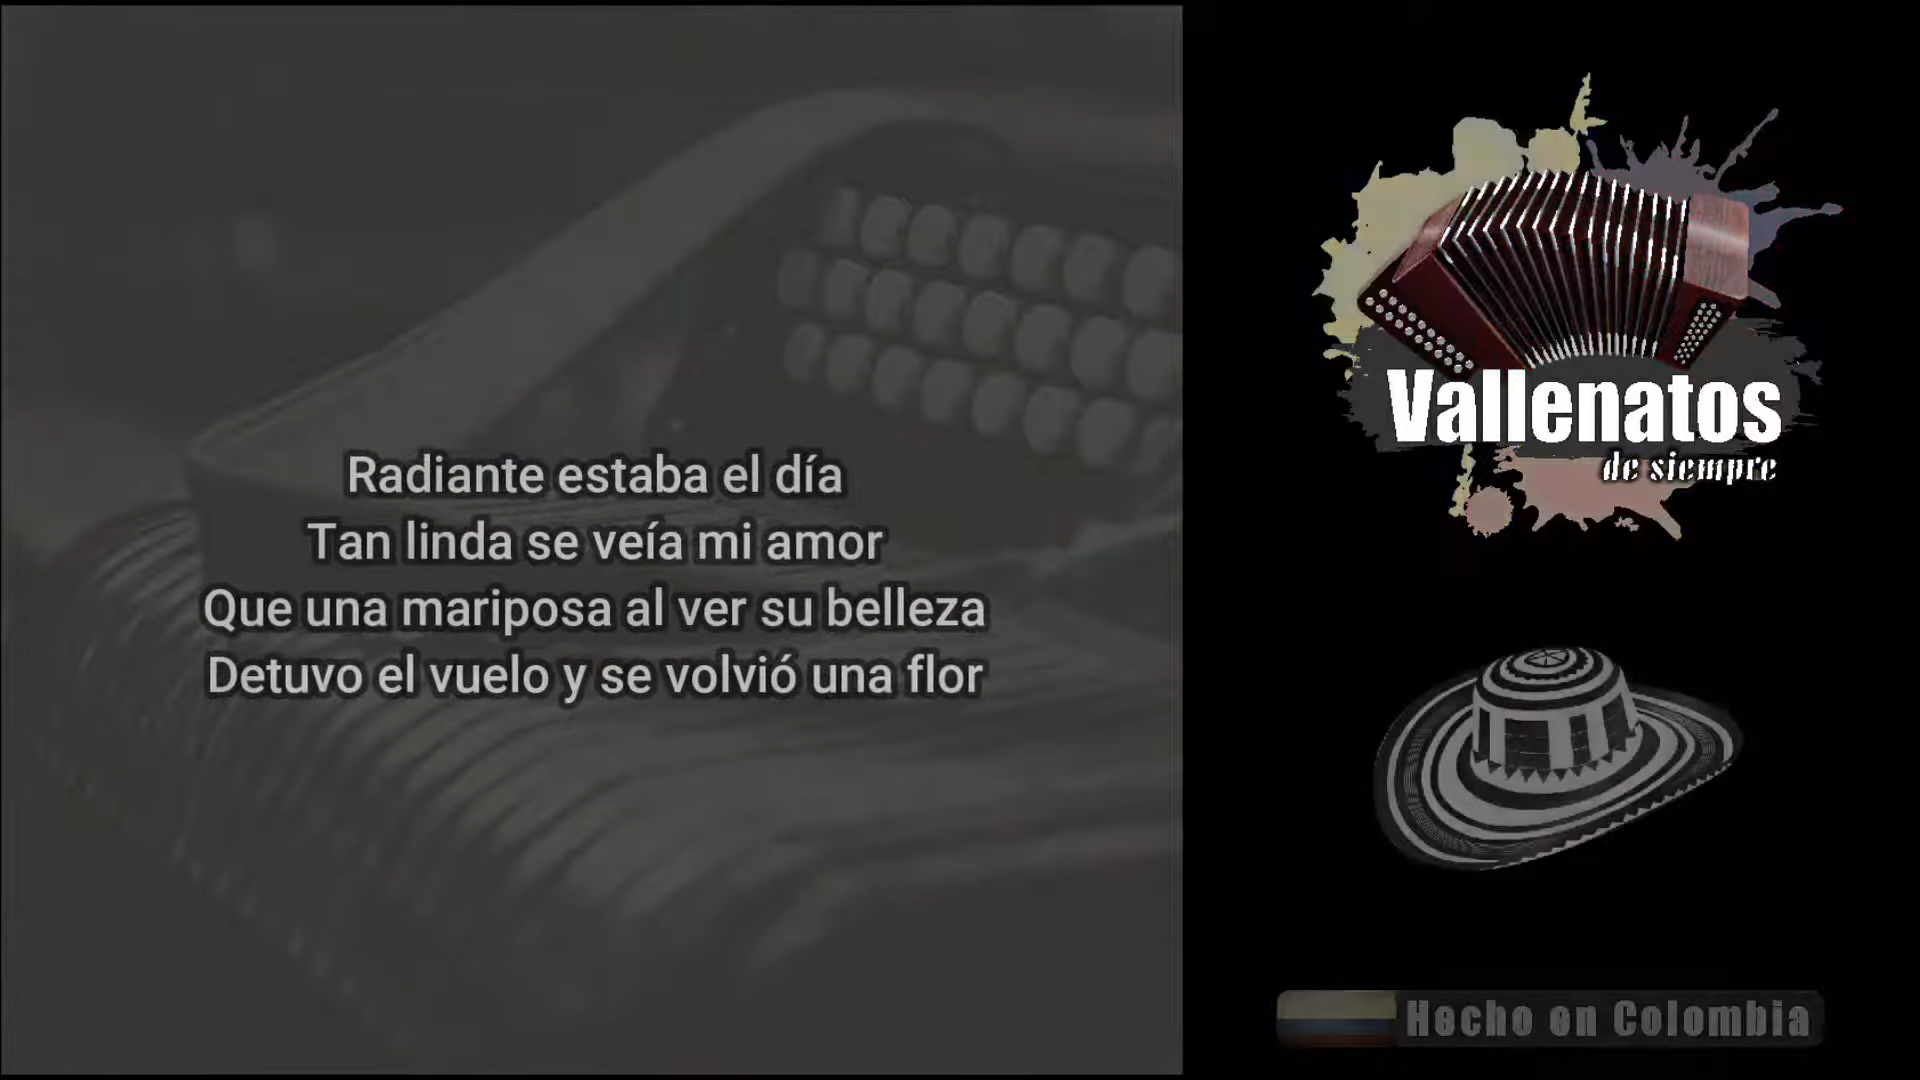 Radiante estaba el día
Tan linda se veía mi amor
Que una mariposa al ver su belleza
Detuvo el vuelo y se volvió una flor
Vallenatos
de siempre
Hecho en Colombia